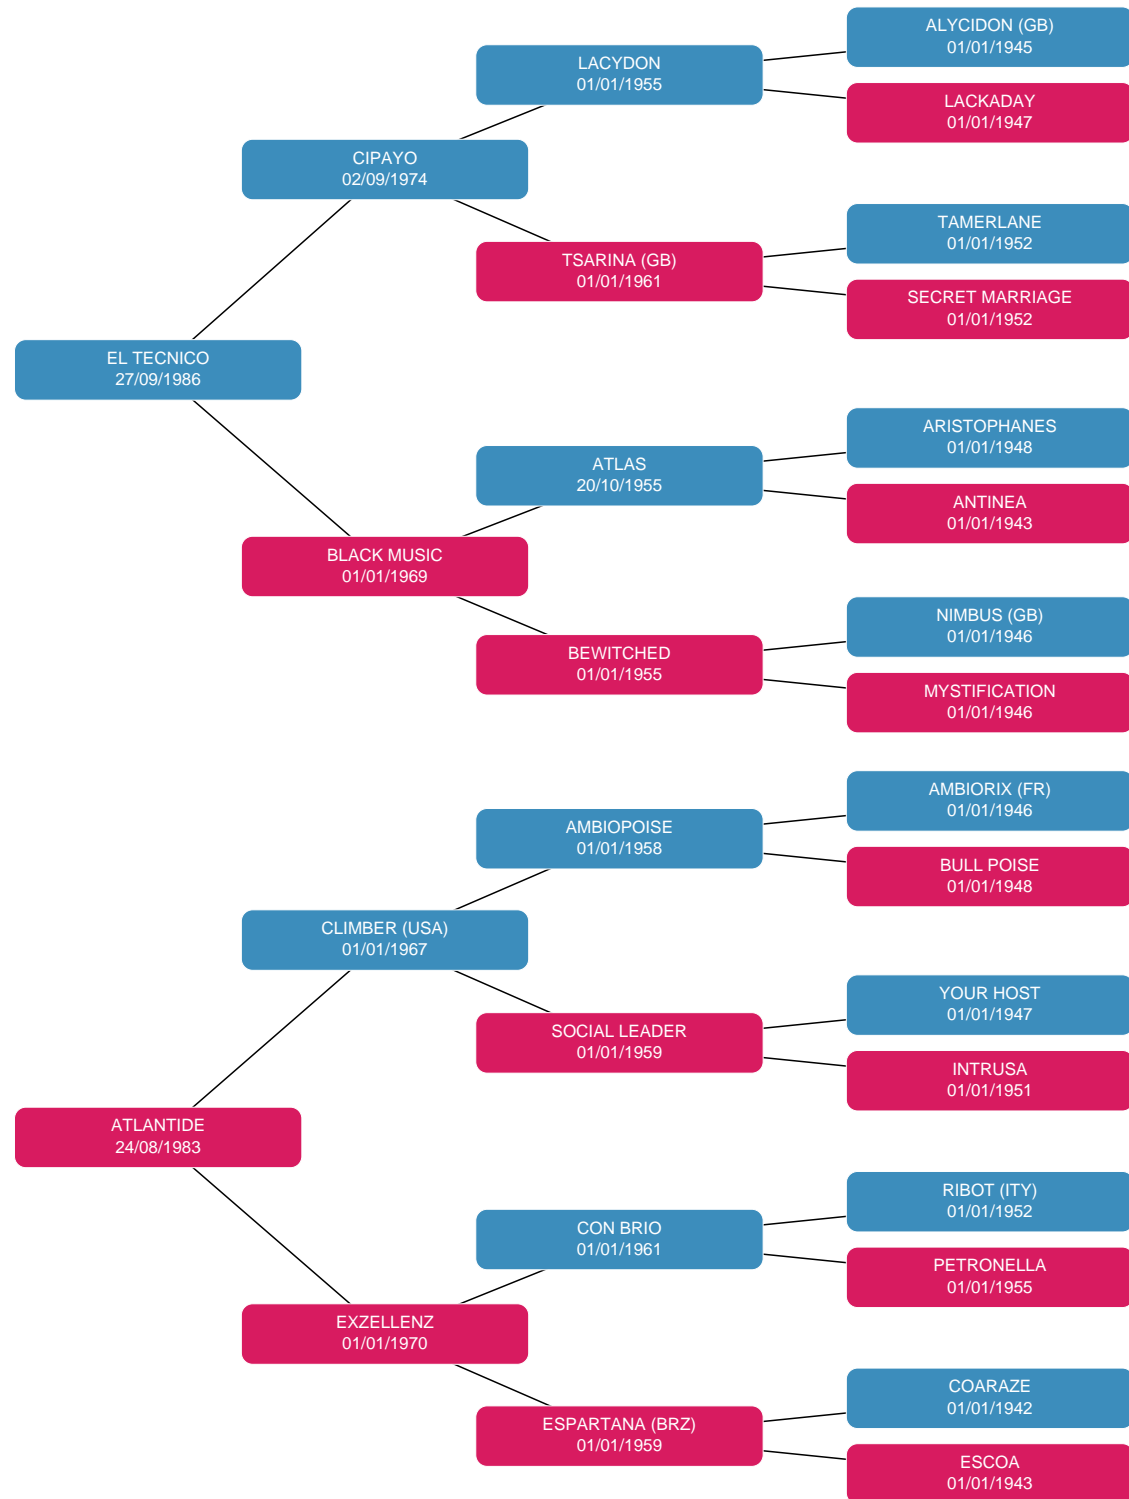 ALYCIDON (GB)
01/01/1945
LACYDON
01/01/1955
LACKADAY
01/01/1947
CIPAYO
02/09/1974
TAMERLANE
01/01/1952
TSARINA (GB)
01/01/1961
SECRET MARRIAGE
01/01/1952
EL TECNICO
27/09/1986
ARISTOPHANES
01/01/1948
ATLAS
20/10/1955
ANTINEA
01/01/1943
BLACK MUSIC
01/01/1969
NIMBUS (GB)
01/01/1946
BEWITCHED
01/01/1955
MYSTIFICATION
01/01/1946
AMBIORIX (FR)
01/01/1946
AMBIOPOISE
01/01/1958
BULL POISE
01/01/1948
CLIMBER (USA)
01/01/1967
YOUR HOST
01/01/1947
SOCIAL LEADER
01/01/1959
INTRUSA
01/01/1951
ATLANTIDE
24/08/1983
RIBOT (ITY)
01/01/1952
CON BRIO
01/01/1961
PETRONELLA
01/01/1955
EXZELLENZ
01/01/1970
COARAZE
01/01/1942
ESPARTANA (BRZ)
01/01/1959
ESCOA
01/01/1943